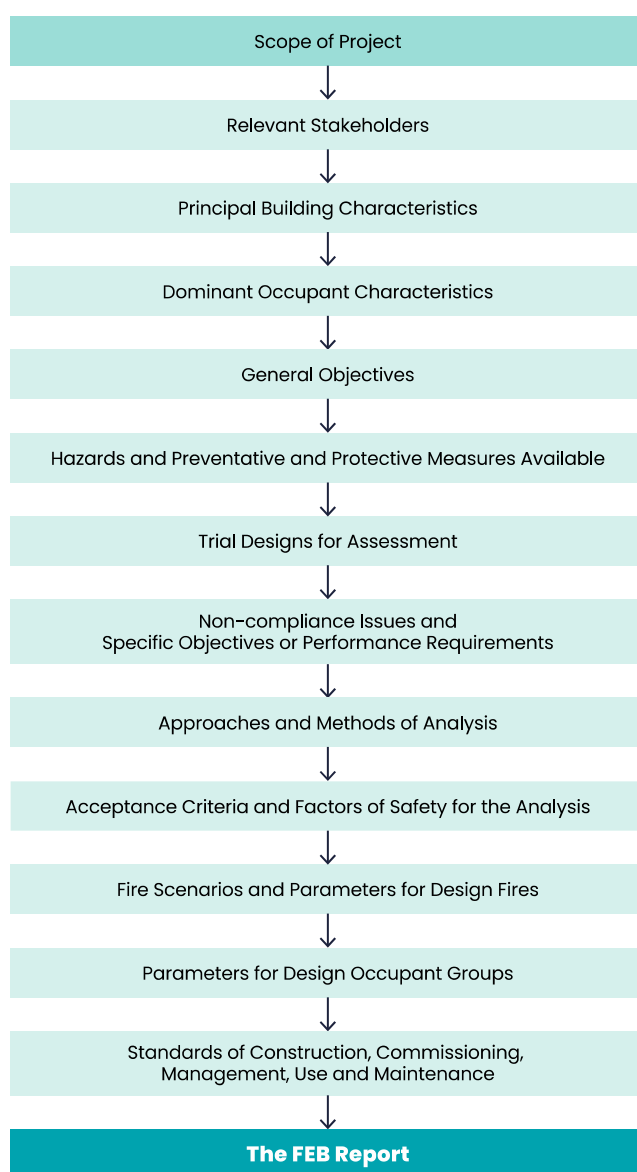 Scope of Project
Relevant Stakeholders
Principal Building Characteristics
Dominant Occupant Characteristics
General Objectives
Hazards and Preventative and Protective Measures Available
Trial Designs for Assessment
Non-compliance Issues and
Specific Objectives or Performance Requirements
Approaches and Methods of Analysis
Acceptance Criteria and Factors of Safety for the Analysis
Fire Scenarios and Parameters for Design Fires
Parameters for Design Occupant Groups
Standards of Construction, Commissioning,
Management, Use and Maintenance
The FEB Report